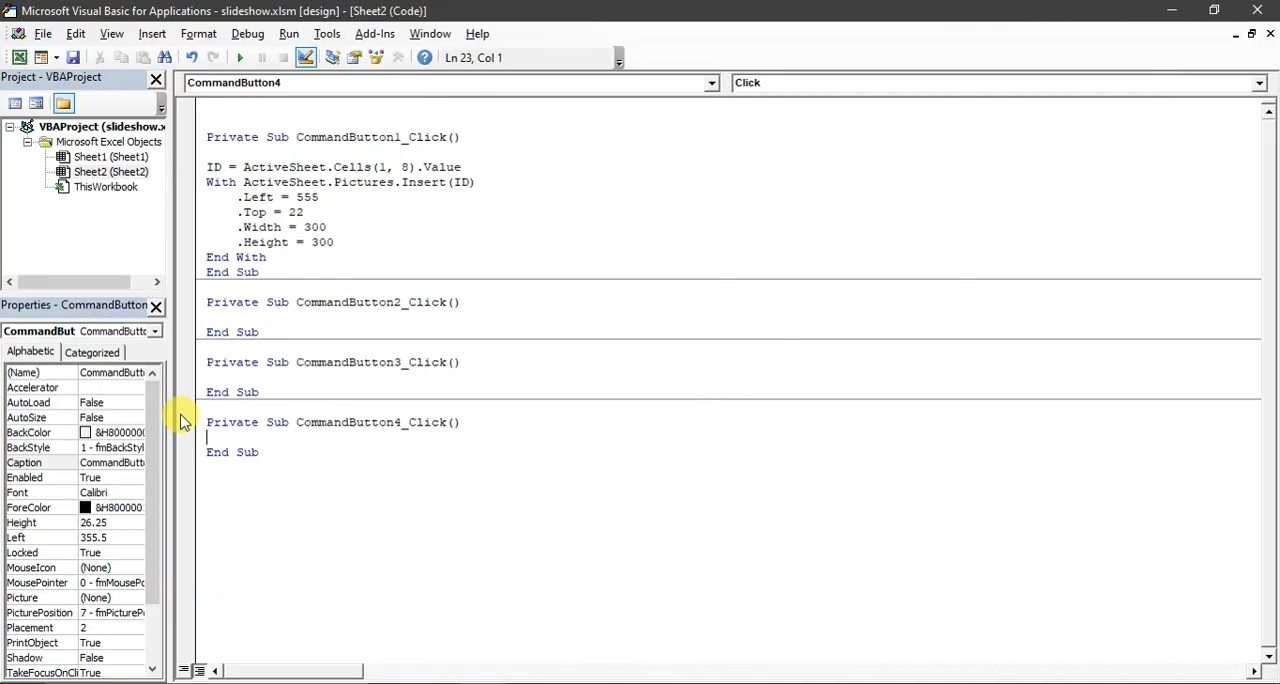 Microsoft Visual Basic for Applications - slideshow.xlsm [design] - [Sheet2 (Code)]
File Edit View Insert Format Debug Run Tools Add-Ins Window Help
Ln 23, Col 1
Project - VBAProject
CommandButton4
Click
VBAProject (slideshow.x
Microsoft Excel Objects
Sheet1 (Sheet1)
Sheet2 (Sheet2)
ThisWorkbook
Properties - CommandButton
CommandBut CommandButto
Alphabetic Categorized
(Name) CommandButt
Accelerator
AutoLoad False
AutoSize False
BackColor &H8000000
BackStyle 1 - fmBackStyl
Caption CommandButt
Enabled True
Font Calibri
ForeColor &H800000
Height 26.25
Left 355.5
Locked True
MouseIcon (None)
MousePointer 0 - fmMousePo
Picture (None)
PicturePosition 7 - fmPicturePo
Placement 2
PrintObject True
Shadow False
TakeFocusOnCli True
Private Sub CommandButton1_Click()
ID = ActiveSheet.Cells(1, 8).Value
With ActiveSheet.Pictures.Insert(ID)
.Left = 555
.Top = 22
.Width = 300
.Height = 300
End With
End Sub
Private Sub CommandButton2_Click()
End Sub
Private Sub CommandButton3_Click()
End Sub
Private Sub CommandButton4_Click()
End Sub